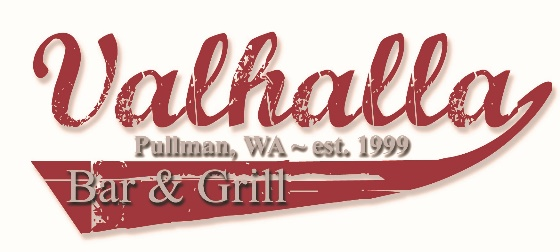 Valhalla
Pullman, WA ~ est. 1999
Bar & Grill